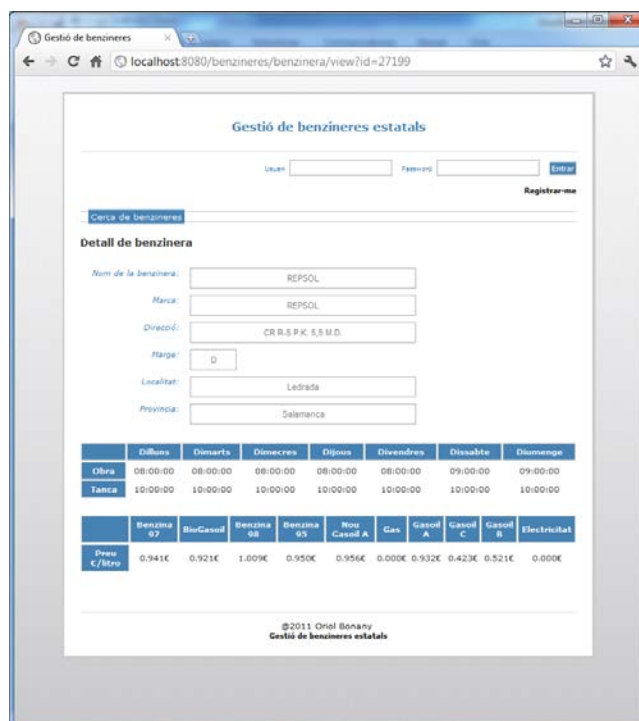 Gestió de benzineres
localhost:8080/benzineres/benzinera/view?id=27199
Gestió de benzineres estatals
Usuari Password Entrar
Registrar-me
Cerca de benzineres
Detall de benzinera
Nom de la benzinera: REPSOL
Marca: REPSOL
Direcció: CR R-5 P.K. 5,5 M.D.
Marge: D
Localitat: Ledrada
Provincia: Salamanca
Dilluns Dimarts Dimecres Dijous Divendres Dissabte Diumenge
Obra 08:00:00 08:00:00 08:00:00 08:00:00 08:00:00 09:00:00 09:00:00
Tanca 10:00:00 10:00:00 10:00:00 10:00:00 10:00:00 10:00:00 10:00:00
Benzina 97 BioGasoil Benzina 98 Benzina 95 Nou Gasoil A Gas Gasoil A Gasoil C Gasoil B Electricitat
Preu €/litro 0.941€ 0.921€ 1.009€ 0.950€ 0.956€ 0.000€ 0.932€ 0.423€ 0.521€ 0.000€
@2011 Oriol Bonany
Gestió de benzineres estatals